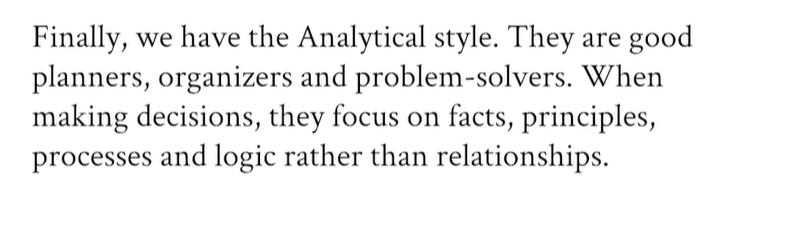 Finally, we have the Analytical style. They are good
planners, organizers and problem-solvers. When
making decisions, they focus on facts, principles,
processes and logic rather than relationships.